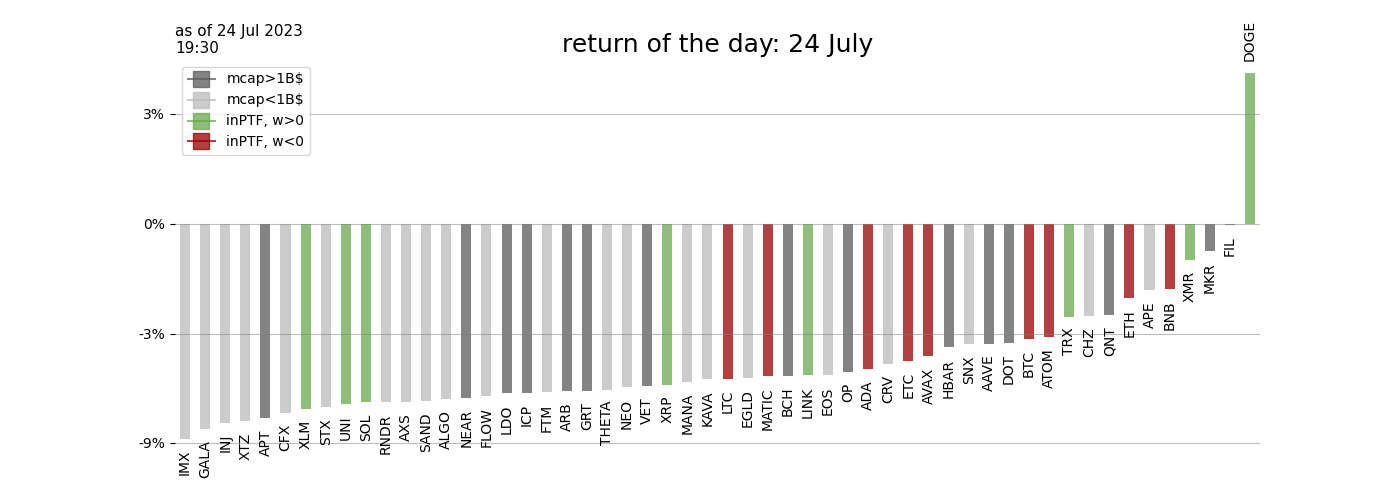 as of 24 Jul 2023
19:30
return of the day: 24 July
mcap>1B$
mcap<1B$
inPTF, w>0
inPTF, w<0
3%
0%
-3%
-9%
IMX
GALA
INJ
XTZ
APT
CFX
XLM
STX
UNI
SOL
RNDR
AXS
SAND
ALGO
NEAR
FLOW
LDO
ICP
FTM
ARB
GRT
THETA
NEO
VET
XRP
MANA
KAVA
LTC
EGLD
MATIC
BCH
LINK
EOS
OP
ADA
CRV
ETC
AVAX
HBAR
SNX
AAVE
DOT
BTC
ATOM
TRX
CHZ
QNT
ETH
APE
BNB
XMR
MKR
FIL
DOGE